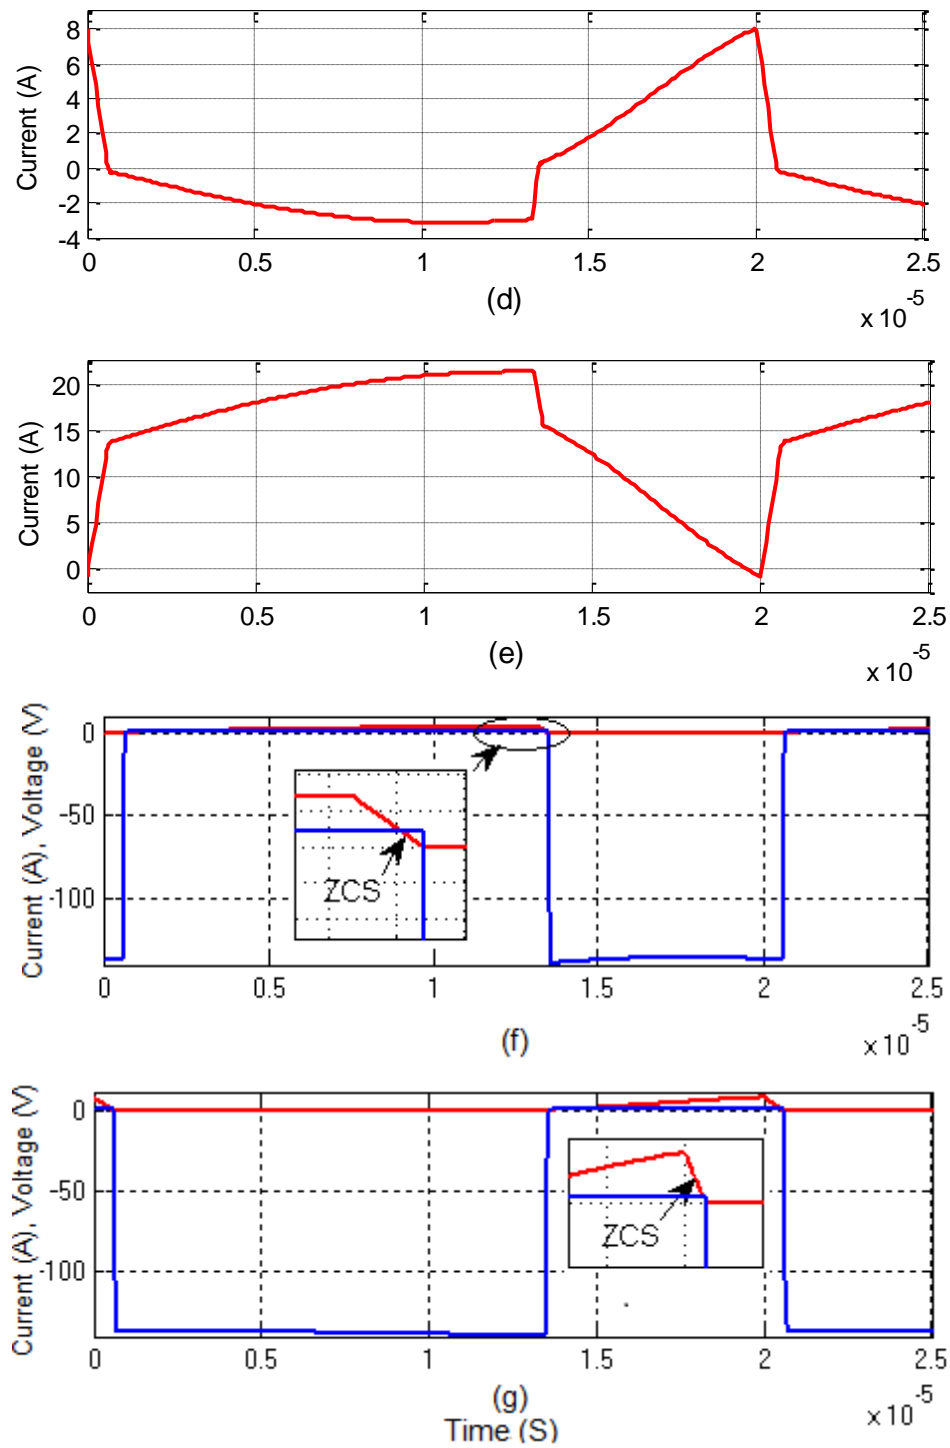 8
6
4
2
0
-2
-4
Current (A)
0 0.5 1 1.5 2 2.5
(d)
x 10^-5
20
15
10
5
0
Current (A)
0 0.5 1 1.5 2 2.5
(e)
x 10^-5
0
-50
-100
Current (A), Voltage (V)
ZCS
0 0.5 1 1.5 2 2.5
(f)
x 10^-5
0
-50
-100
Current (A), Voltage (V)
ZCS
0 0.5 1 1.5 2 2.5
(g)
x 10^-5
Time (S)